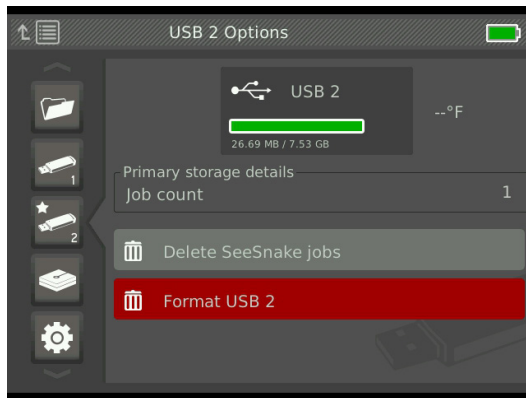 USB 2 Options
USB 2
26.69 MB / 7.53 GB
--°F
Primary storage details
Job count 1
1
2
Delete SeeSnake jobs
Format USB 2